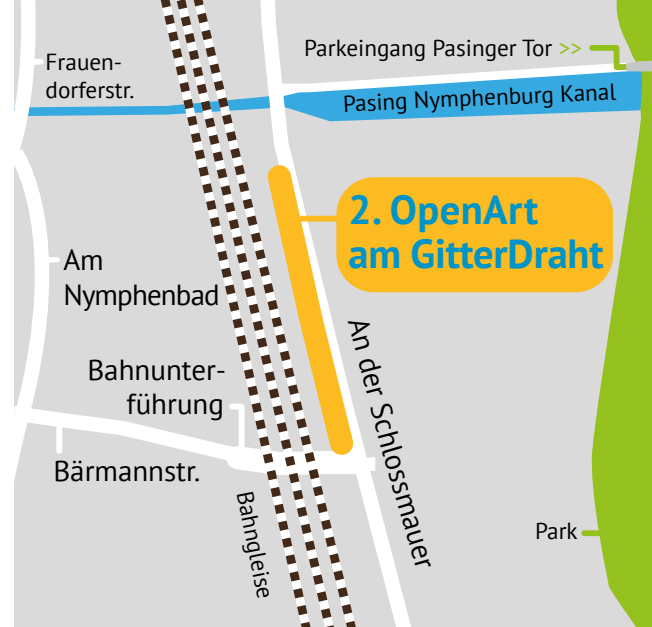 Parkeingang Pasinger Tor >>
Frauen-
dorferstr.
Pasing Nymphenburg Kanal
2. OpenArt
am GitterDraht
Am
Nymphenbad
An der Schlossmauer
Bahnunter-
führung
Bärmannstr.
Bahngleise
Park